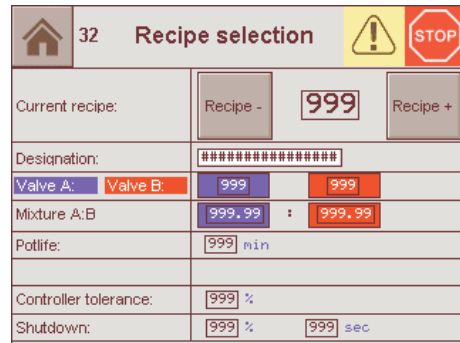 32 Recipe selection STOP
Current recipe: Recipe - 999 Recipe +
Designation: ################
Valve A: Valve B: 999 999
Mixture A:B 999.99 : 999.99
Potlife: 999 min
Controller tolerance: 999 %
Shutdown: 999 % 999 sec